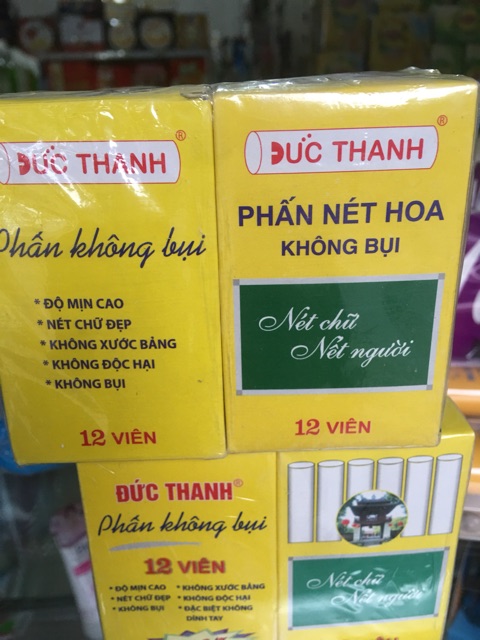 ĐỨC THANH®
Phấn không bụi
* ĐỘ MỊN CAO
* NÉT CHỮ ĐẸP
* KHÔNG XƯỚC BẢNG
* KHÔNG ĐỘC HẠI
* KHÔNG BỤI
12 VIÊN
ĐỨC THANH®
PHẤN NÉT HOA
KHÔNG BỤI
Nét chữ
Nết người
12 VIÊN
ĐỨC THANH®
Phấn không bụi
12 VIÊN
* ĐỘ MỊN CAO
* NÉT CHỮ ĐẸP
* KHÔNG BỤI
* KHÔNG XƯỚC BẢNG
* KHÔNG ĐỘC HẠI
* ĐẶC BIỆT KHÔNG
DÍNH TAY
Nét chữ
Nết người